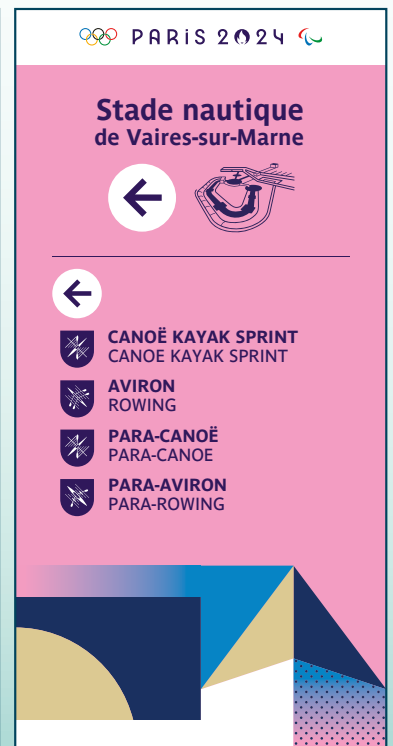 PARIS 2024
Stade nautique
de Vaires-sur-Marne
CANOË KAYAK SPRINT
CANOE KAYAK SPRINT
AVIRON
ROWING
PARA-CANOË
PARA-CANOE
PARA-AVIRON
PARA-ROWING